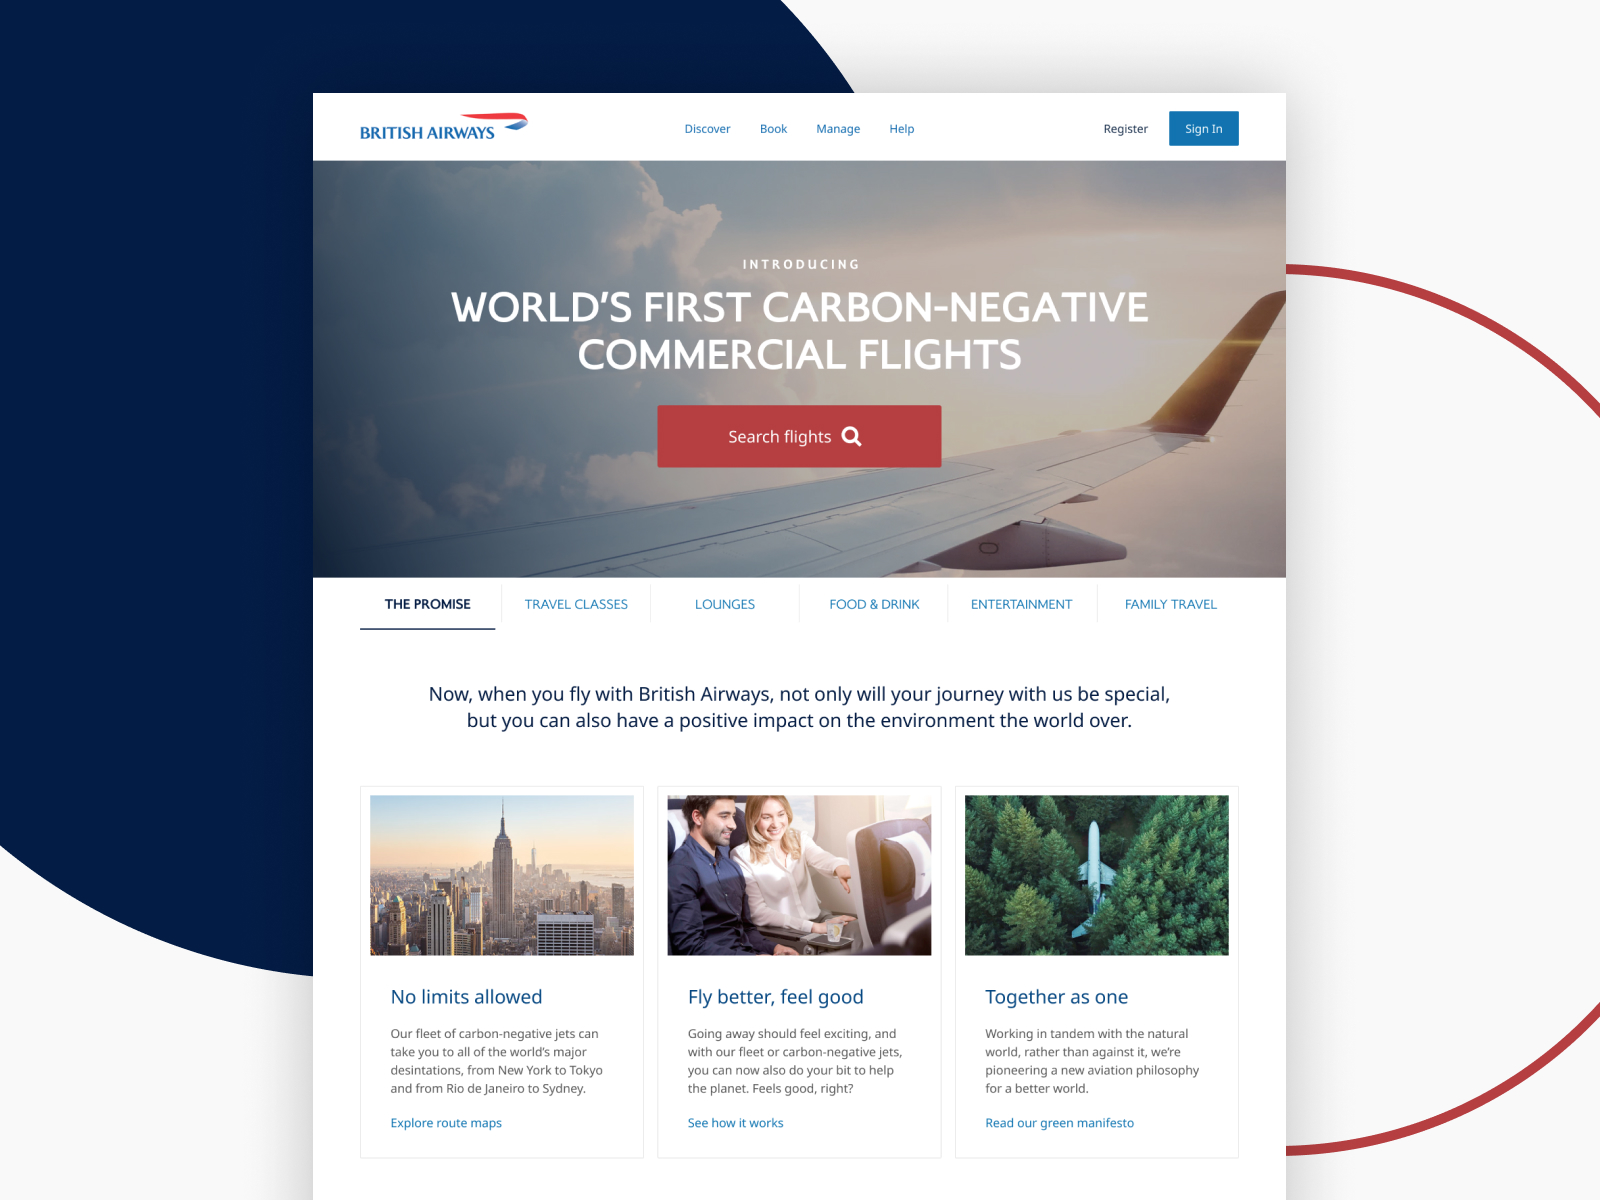 BRITISH AIRWAYS
Discover Book Manage Help
Register Sign In
INTRODUCING
WORLD'S FIRST CARBON-NEGATIVE
COMMERCIAL FLIGHTS
Search flights
THE PROMISE TRAVEL CLASSES LOUNGES FOOD & DRINK ENTERTAINMENT FAMILY TRAVEL
Now, when you fly with British Airways, not only will your journey with us be special,
but you can also have a positive impact on the environment the world over.
No limits allowed
Our fleet of carbon-negative jets can
take you to all of the world's major
desintations, from New York to Tokyo
and from Rio de Janeiro to Sydney.
Explore route maps
Fly better, feel good
Going away should feel exciting, and
with our fleet or carbon-negative jets,
you can now also do your bit to help
the planet. Feels good, right?
See how it works
Together as one
Working in tandem with the natural
world, rather than against it, we're
pioneering a new aviation philosophy
for a better world.
Read our green manifesto